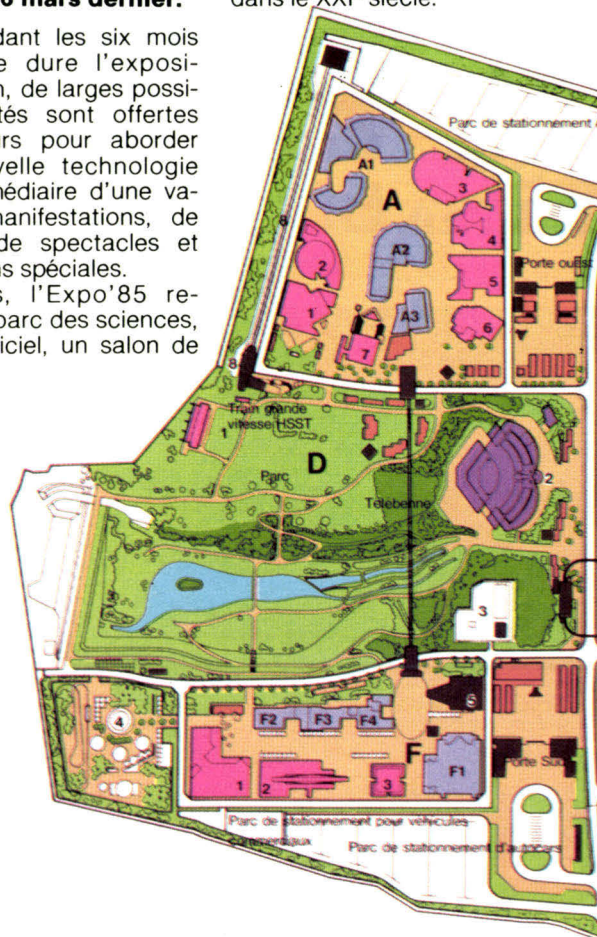 6 mars dernier.
dans le XXIᵉ siècle.
dant les six mois
e dure l'exposi-
n, de larges possi-
tés sont offertes
rs pour aborder
velle technologie
médiaire d'une va-
manifestations, de
de spectacles et
ns spéciales.
s, l'Expo'85 re-
parc des sciences,
iciel, un salon de
Parc de stationnement
A1
3
A
4
8
A2
2
Porte ouest
5
1
A3
6
7
8
Train grande
vitesse HSST
1
D
Parc
2
Télébenne
3
4
F2
F3
F4
5
F
F1
1
2
3
Porte Sud
Parc de stationnement pour véhicules
commerciaux
Parc de stationnement d'autocars